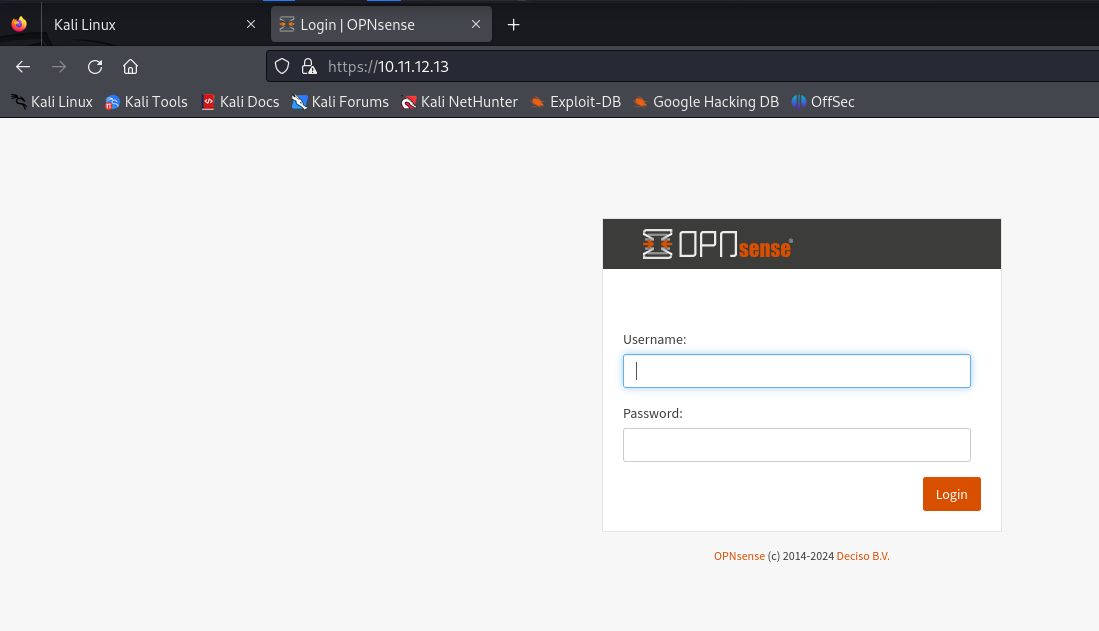 Kali Linux
Login | OPNsense
https://10.11.12.13
Kali Linux Kali Tools Kali Docs Kali Forums Kali NetHunter Exploit-DB Google Hacking DB OffSec
OPNsense
Username:
Password:
Login
OPNsense (c) 2014-2024 Deciso B.V.